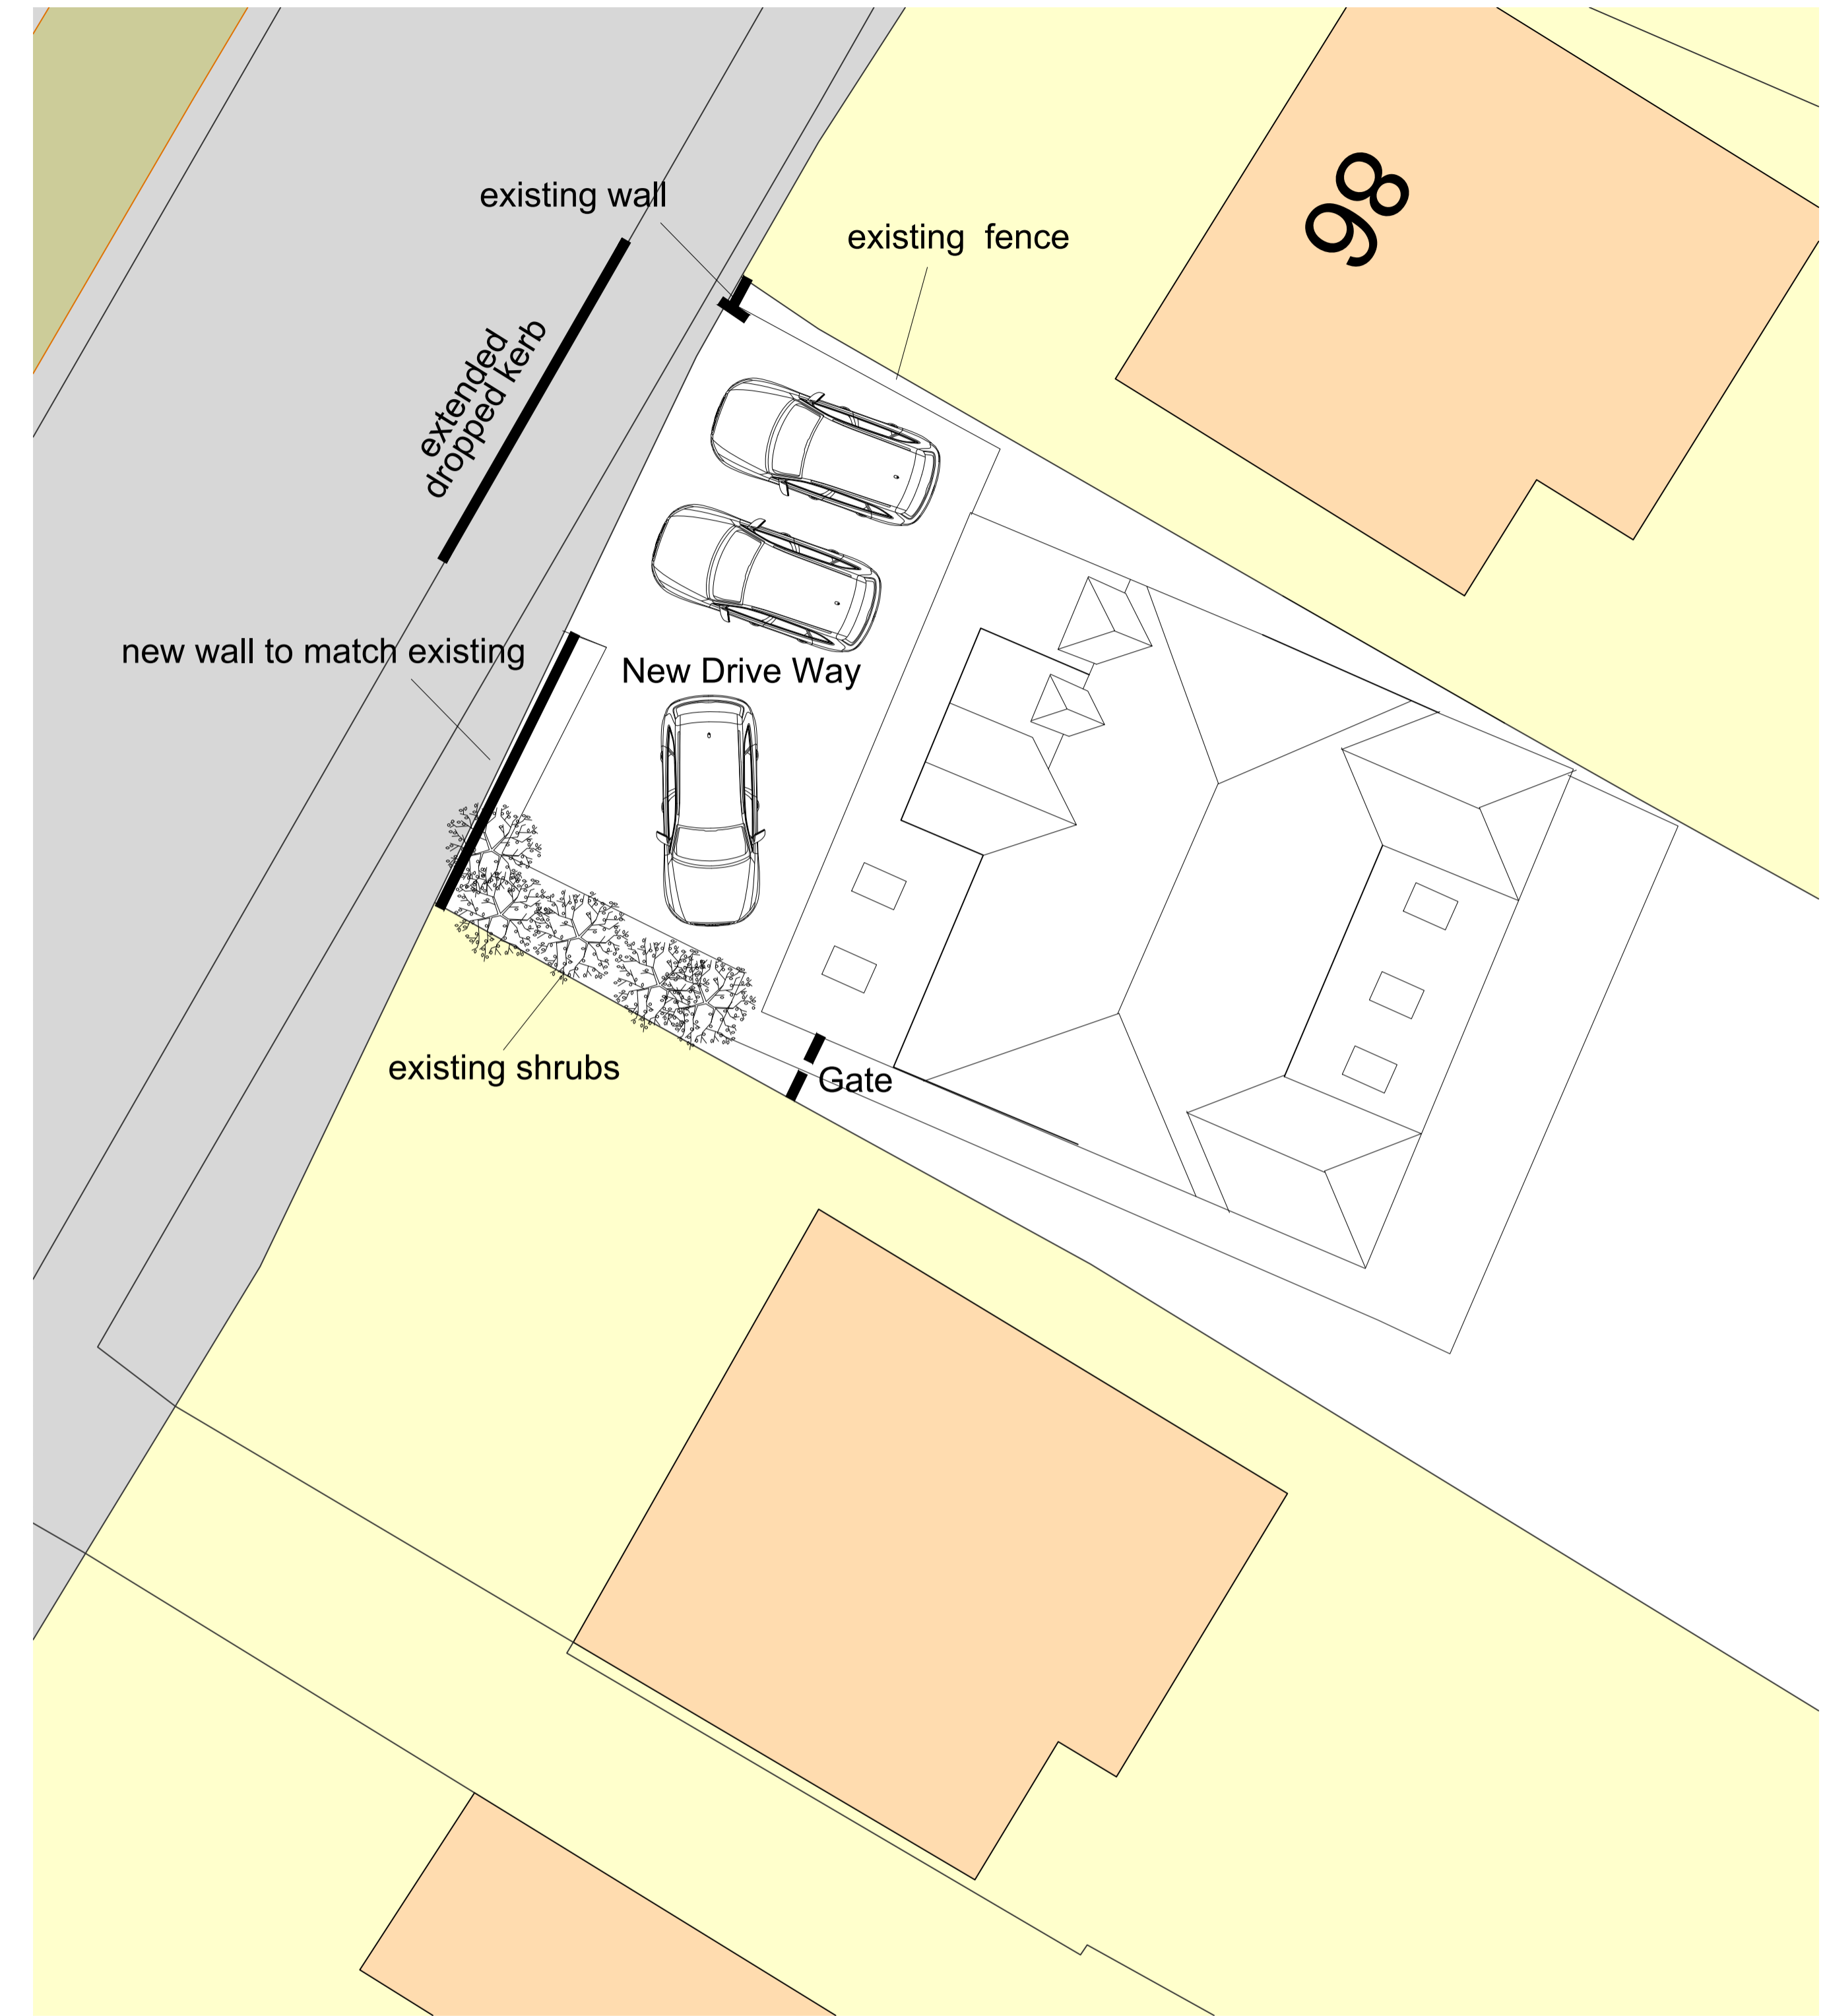 existing wall
existing  fence
98
extended
dropped kerb
new wall to match existing
New Drive Way
existing shrubs
Gate